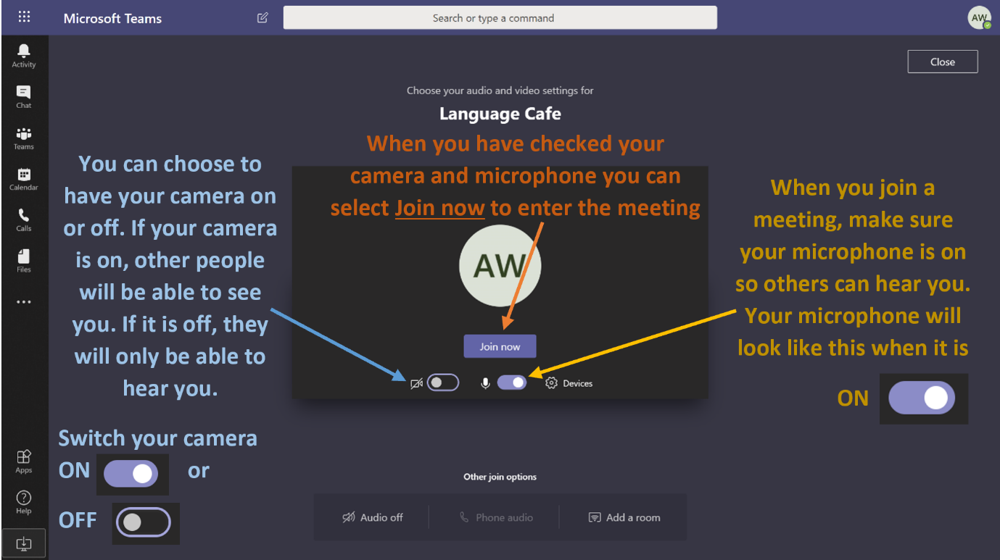 Microsoft Teams
Search or type a command
AW
Activity
Chat
Teams
Calendar
Calls
Files
Apps
Help
Close
Choose your audio and video settings for
Language Cafe
When you have checked your
camera and microphone you can
select Join now to enter the meeting
AW
Join now
Devices
You can choose to
have your camera on
or off. If your camera
is on, other people
will be able to see
you. If it is off, they
will only be able to
hear you.
Switch your camera
ON or
OFF
When you join a
meeting, make sure
your microphone is on
so others can hear you.
Your microphone will
look like this when it is
ON
Other join options
Audio off
Phone audio
Add a room